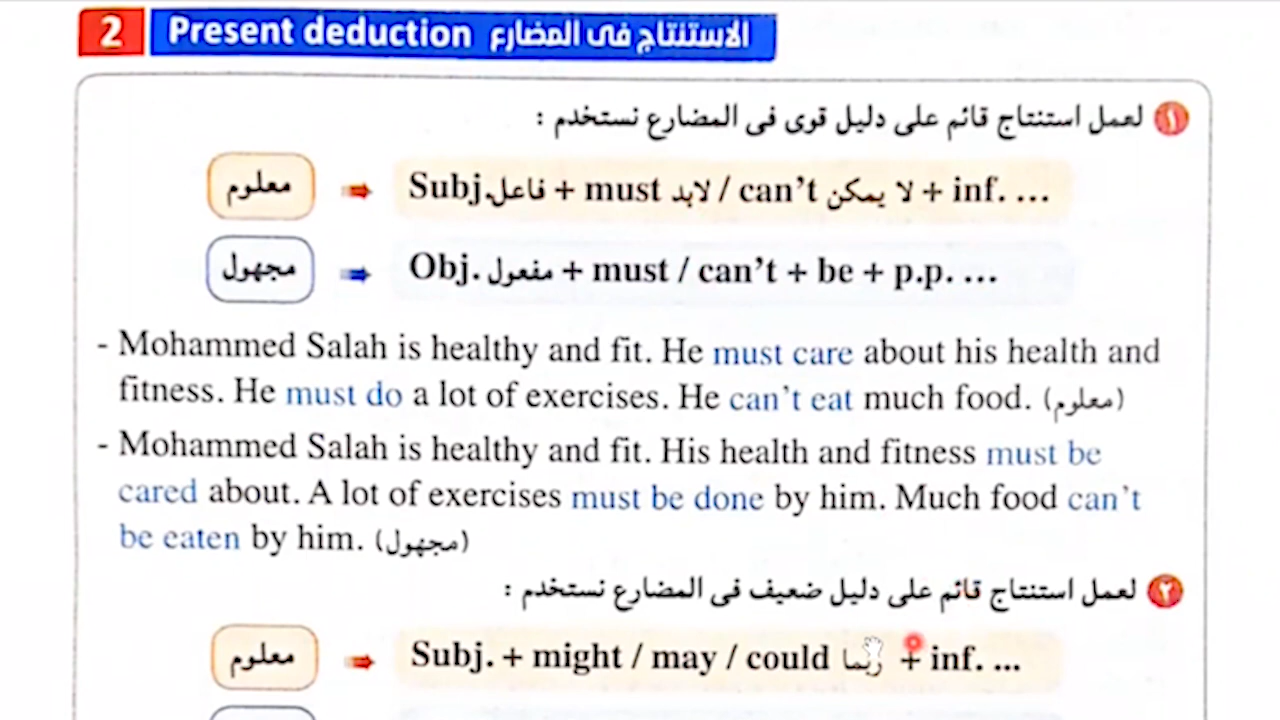 2 Present deduction الاستنتاج فى المضارع
١ لعمل استنتاج قائم على دليل قوى فى المضارع نستخدم :
معلوم Subj. فاعل + must لابد / can't لا يمكن + inf. ...
مجهول Obj. مفعول + must / can't + be + p.p. ...
- Mohammed Salah is healthy and fit. He must care about his health and
fitness. He must do a lot of exercises. He can't eat much food. (معلوم)
- Mohammed Salah is healthy and fit. His health and fitness must be
cared about. A lot of exercises must be done by him. Much food can't
be eaten by him. (مجهول)
٢ لعمل استنتاج قائم على دليل ضعيف فى المضارع نستخدم :
معلوم Subj. + might / may / could رُبما + inf. ...